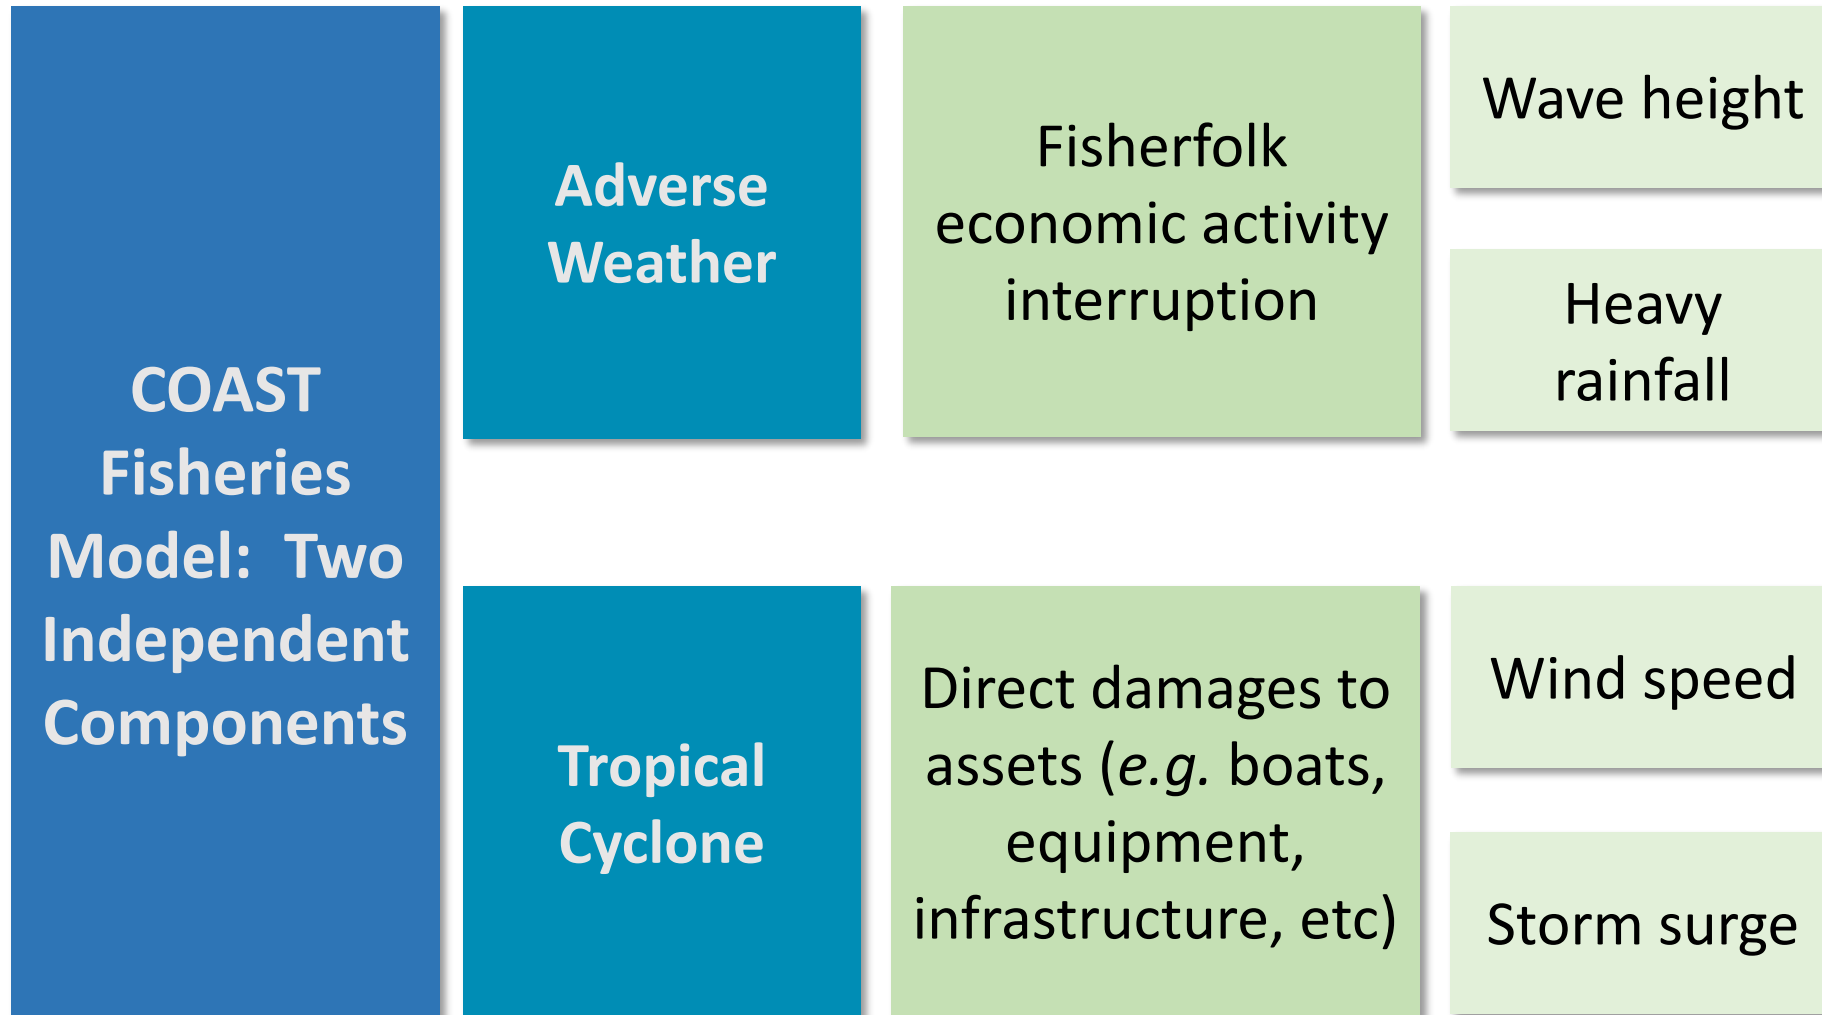 COAST
Fisheries
Model:  Two
Independent
Components
Adverse
Weather
Fisherfolk
economic activity
interruption
Wave height
Heavy
rainfall
Tropical
Cyclone
Direct damages to
assets (e.g. boats,
equipment,
infrastructure, etc)
Wind speed
Storm surge